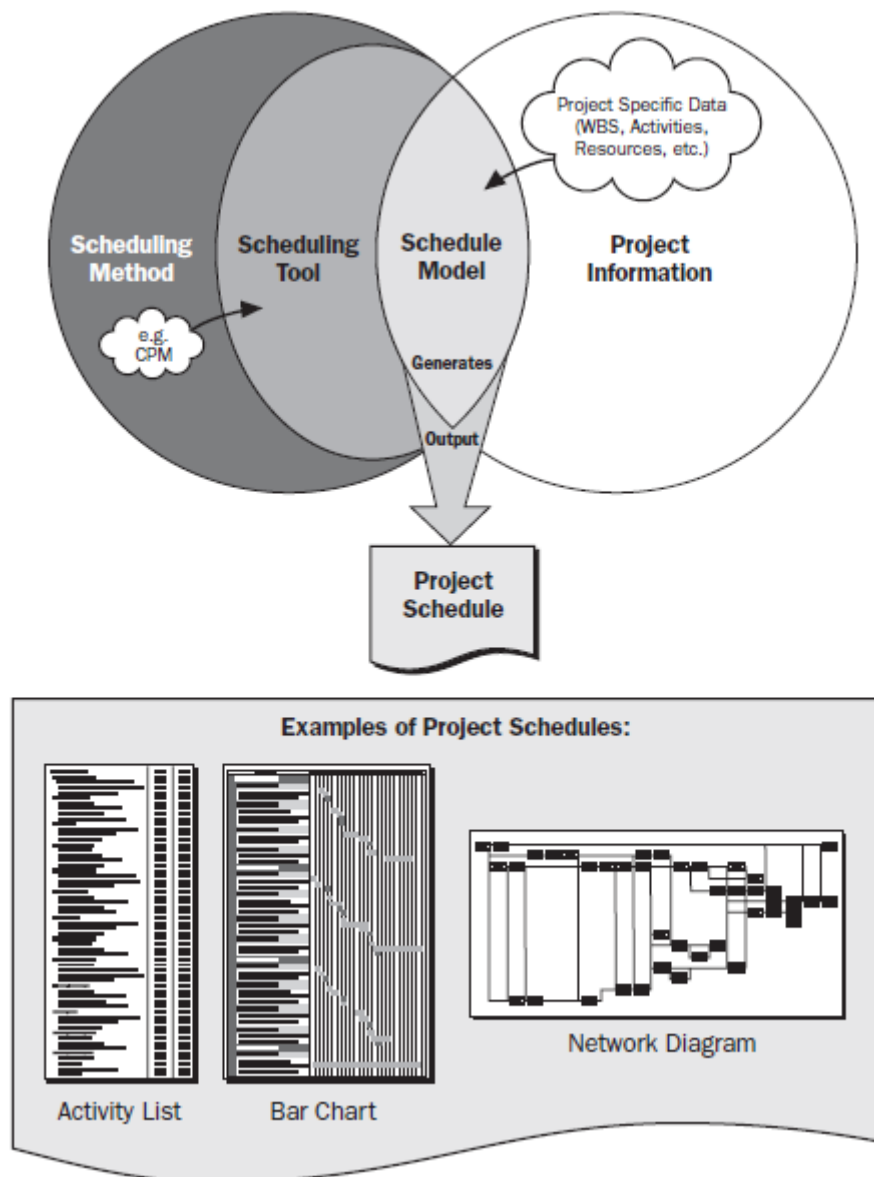 Project Specific Data
(WBS, Activities,
Resources, etc.)
Scheduling
Method
Scheduling
Tool
Schedule
Model
Project
Information
e.g.
CPM
Generates
Output
Project
Schedule
Examples of Project Schedules:
Activity List
Bar Chart
Network Diagram